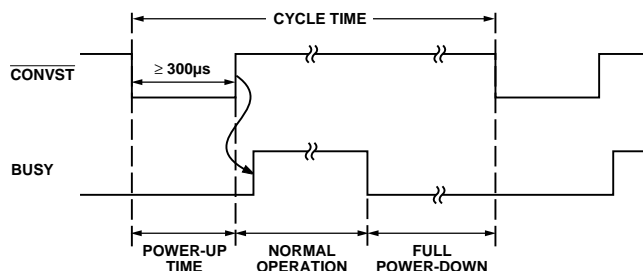 CYCLE TIME
CONVST
≥ 300µs
BUSY
POWER-UP
TIME
NORMAL
OPERATION
FULL
POWER-DOWN